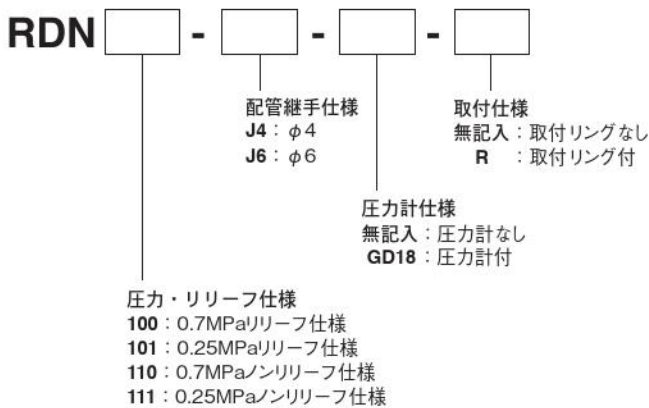 RDN - - -
配管継手仕様
J4：φ4
J6：φ6
取付仕様
無記入：取付リングなし
R ：取付リング付
圧力計仕様
無記入：圧力計なし
GD18：圧力計付
圧力・リリーフ仕様
100：0.7MPaリリーフ仕様
101：0.25MPaリリーフ仕様
110：0.7MPaノンリリーフ仕様
111：0.25MPaノンリリーフ仕様